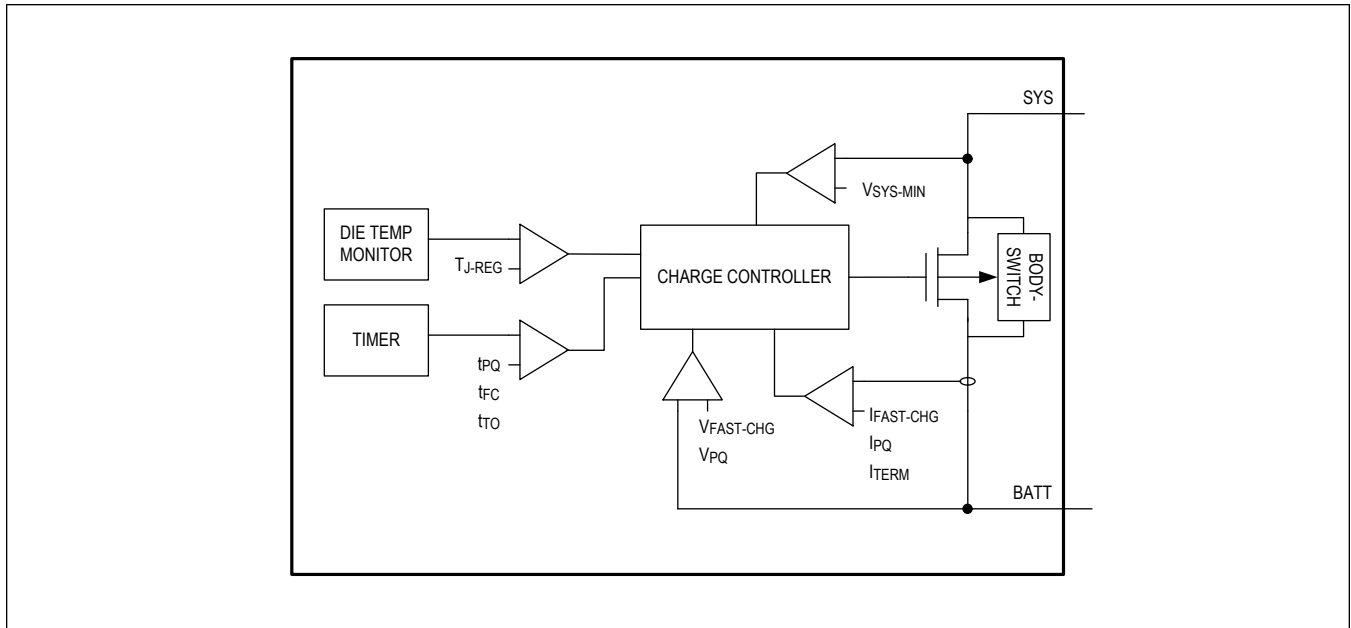 SYS
VSYS-MIN
DIE TEMP
MONITOR
TJ-REG
CHARGE CONTROLLER
BODY-
SWITCH
TIMER
tPQ
tFC
tTO
VFAST-CHG
VPQ
IFAST-CHG
IPQ
ITERM
BATT